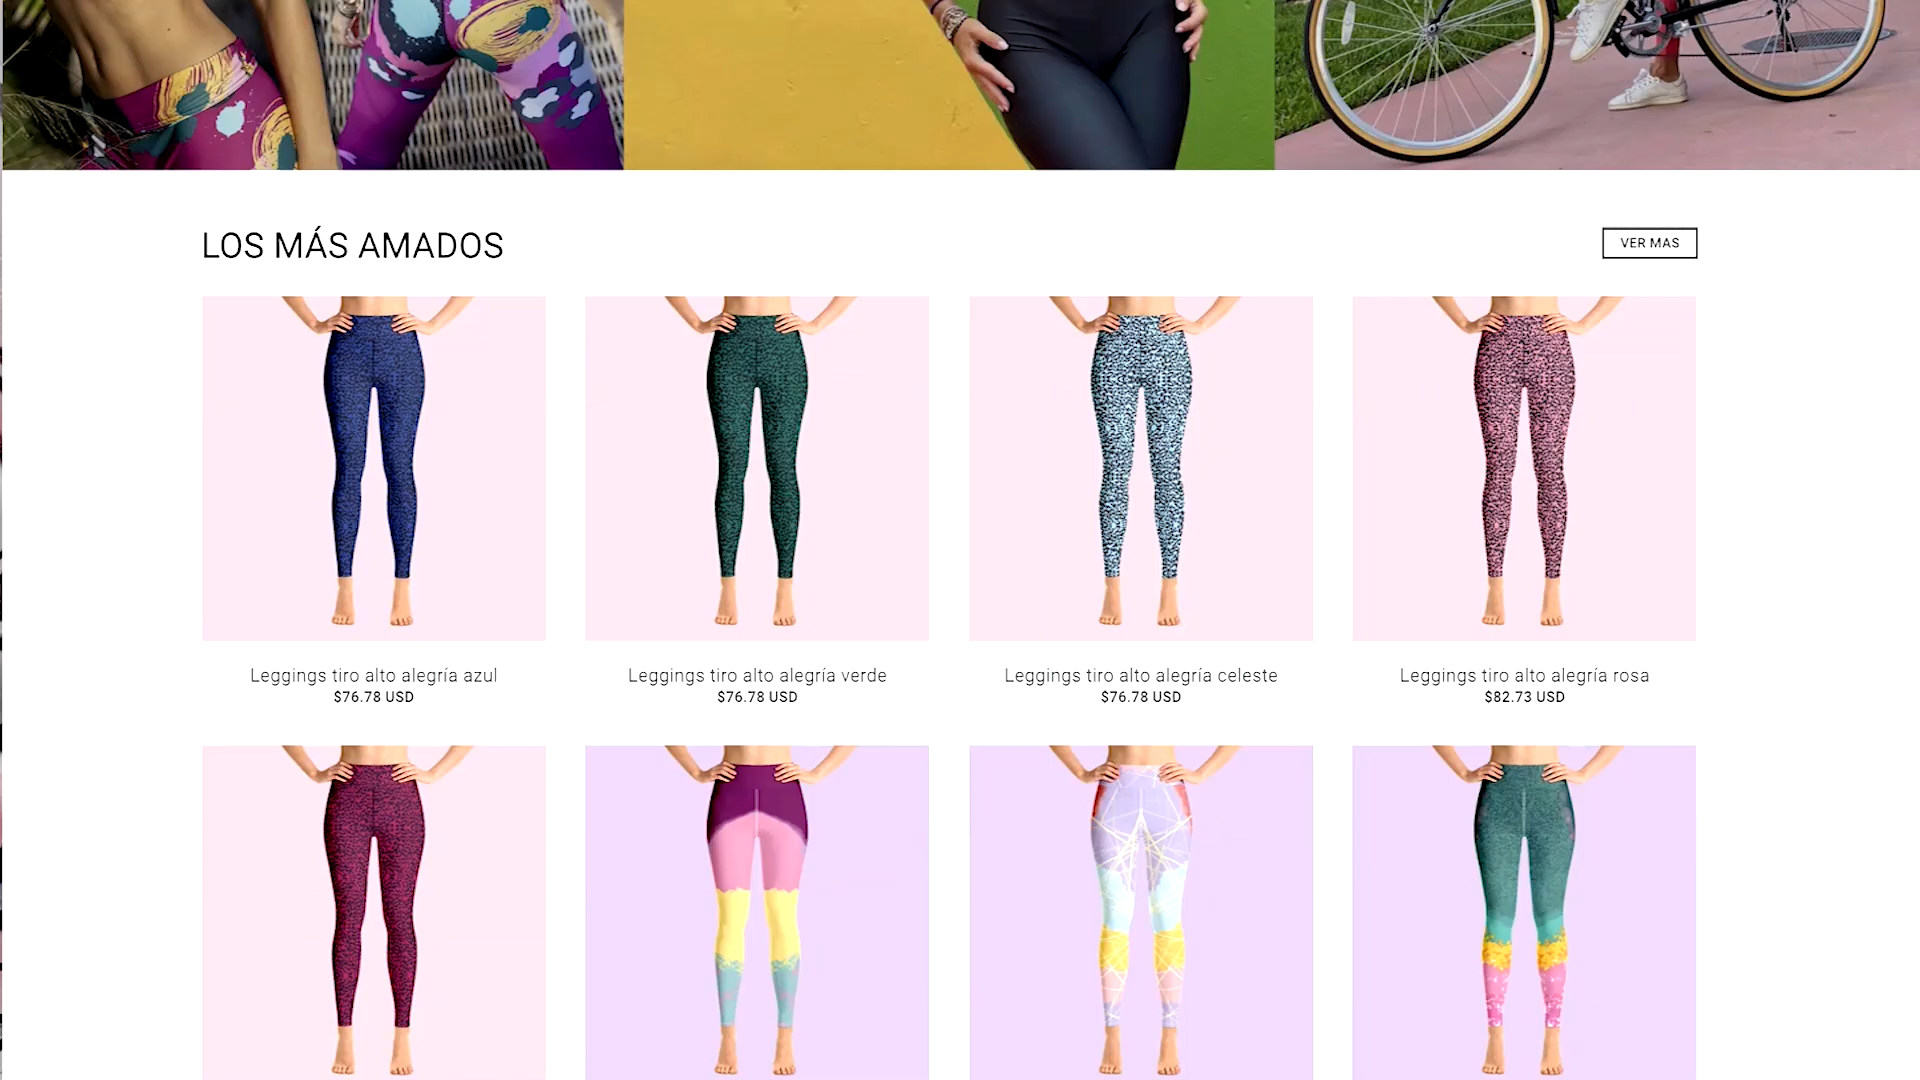 LOS MÁS AMADOS
VER MAS
Leggings tiro alto alegría azul
$76.78 USD
Leggings tiro alto alegría verde
$76.78 USD
Leggings tiro alto alegría celeste
$76.78 USD
Leggings tiro alto alegría rosa
$82.73 USD